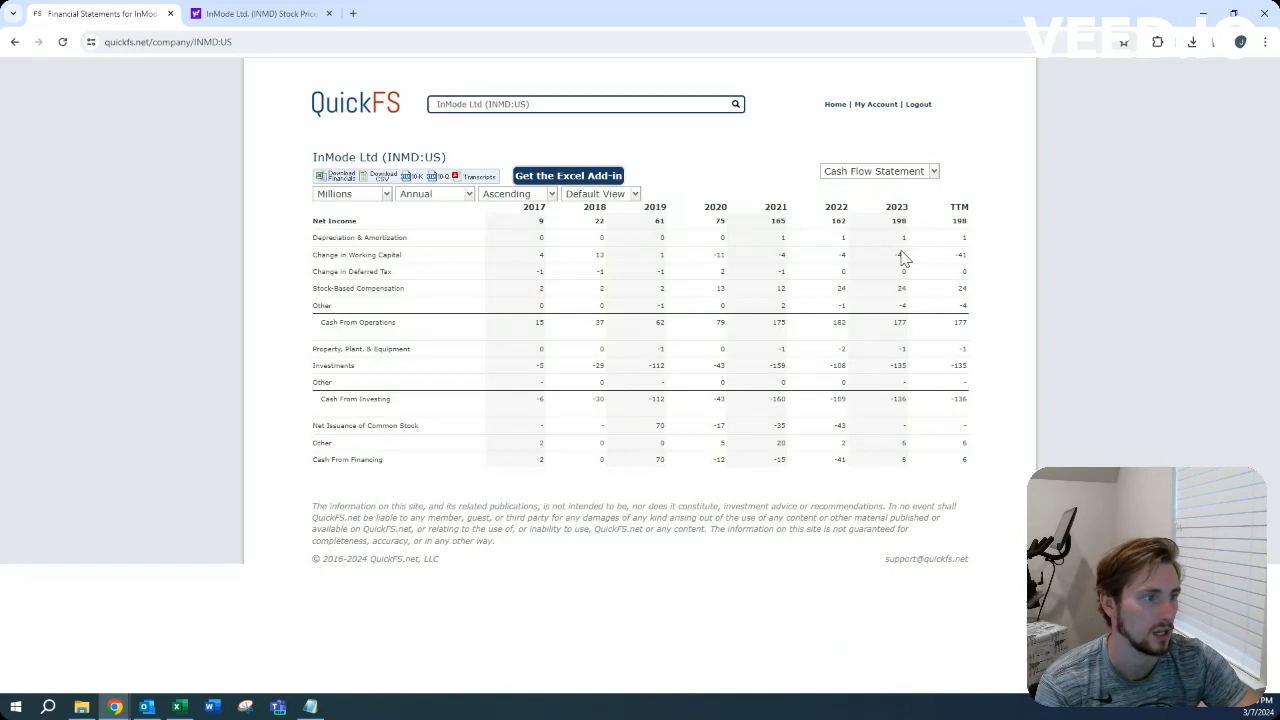 FS Financial Statements for InMod
InMode Ltd. (INMD) Stock Price
quickfs.net/company/INMD:US
VEED.IO
QuickFS
InMode Ltd (INMD:US)
Home | My Account | Logout
InMode Ltd (INMD:US)
Download Financials Download CSV 10-K 10-Q Transcripts
Get the Excel Add-in
Cash Flow Statement
Millions Annual Ascending Default View
2017 2018 2019 2020 2021 2022 2023 TTM
Net Income 9 22 61 75 165 162 198 198
Depreciation & Amortization 0 0 0 0 1 1 1 1
Change in Working Capital 4 13 1 -11 -4 -4 -41
Change in Deferred Tax -1 -1 -1 2 -1 0 0 0
Stock-Based Compensation 2 2 2 13 12 24 24 24
Other 0 0 -1 0 2 -1 -4 -4
Cash From Operations 15 37 62 79 175 182 177 177
Property, Plant, & Equipment 0 0 -1 0 -1 -2 -1 -1
Investments -5 -29 -112 -43 -159 -108 -135 -135
Other - - 0 0 0 0 - -
Cash From Investing -6 -30 -112 -43 -160 -109 -136 -136
Net Issuance of Common Stock - - 70 -17 -35 -43 - -
Other 2 0 0 5 20 2 6 6
Cash From Financing 2 0 70 -12 -15 -41 6 6
The information on this site, and its related publications, is not intended to be, nor does it constitute, investment advice or recommendations. In no event shall
QuickFS.net be liable to any member, guest, or third party for any damages of any kind arising out of the use of any content or other material published or
available on QuickFS.net, or relating to the use of, or inability to use, QuickFS.net or any content. The information on this site is not guaranteed for
completeness, accuracy, or in any other way.
© 2016-2024 QuickFS.net, LLC
support@quickfs.net
PM
3/7/2024